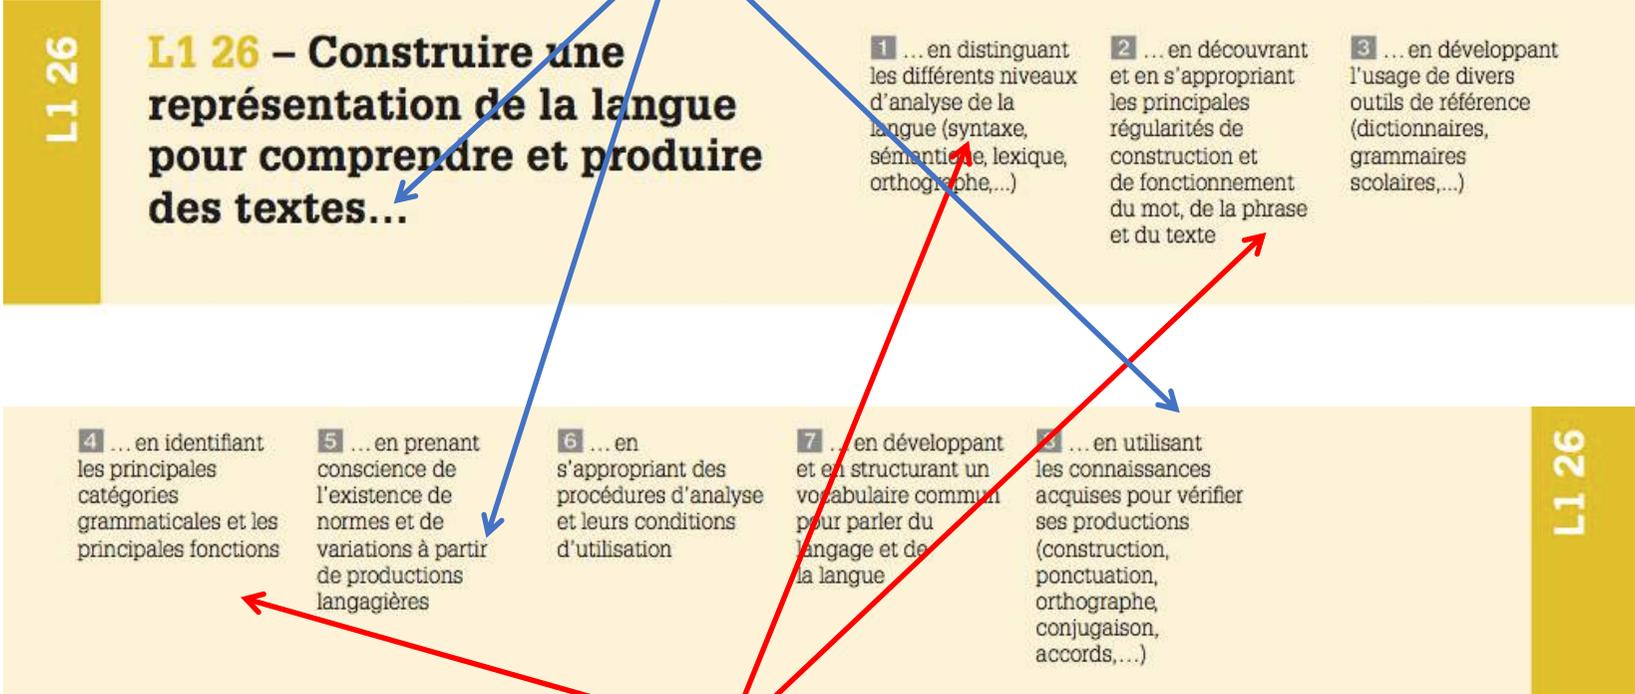 L1 26
L1 26 – Construire une
représentation de la langue
pour comprendre et produire
des textes…
1 …en distinguant
les différents niveaux
d’analyse de la
langue (syntaxe,
sémantique, lexique,
orthographe,...)
2 …en découvrant
et en s’appropriant
les principales
régularités de
construction et
de fonctionnement
du mot, de la phrase
et du texte
3 …en développant
l’usage de divers
outils de référence
(dictionnaires,
grammaires
scolaires,...)
4 …en identifiant
les principales
catégories
grammaticales et les
principales fonctions
5 …en prenant
conscience de
l’existence de
normes et de
variations à partir
de productions
langagières
6 …en
s’appropriant des
procédures d’analyse
et leurs conditions
d’utilisation
7 …en développant
et en structurant un
vocabulaire commun
pour parler du
langage et de
la langue
8 …en utilisant
les connaissances
acquises pour vérifier
ses productions
(construction,
ponctuation,
orthographe,
conjugaison,
accords,…)
L1 26